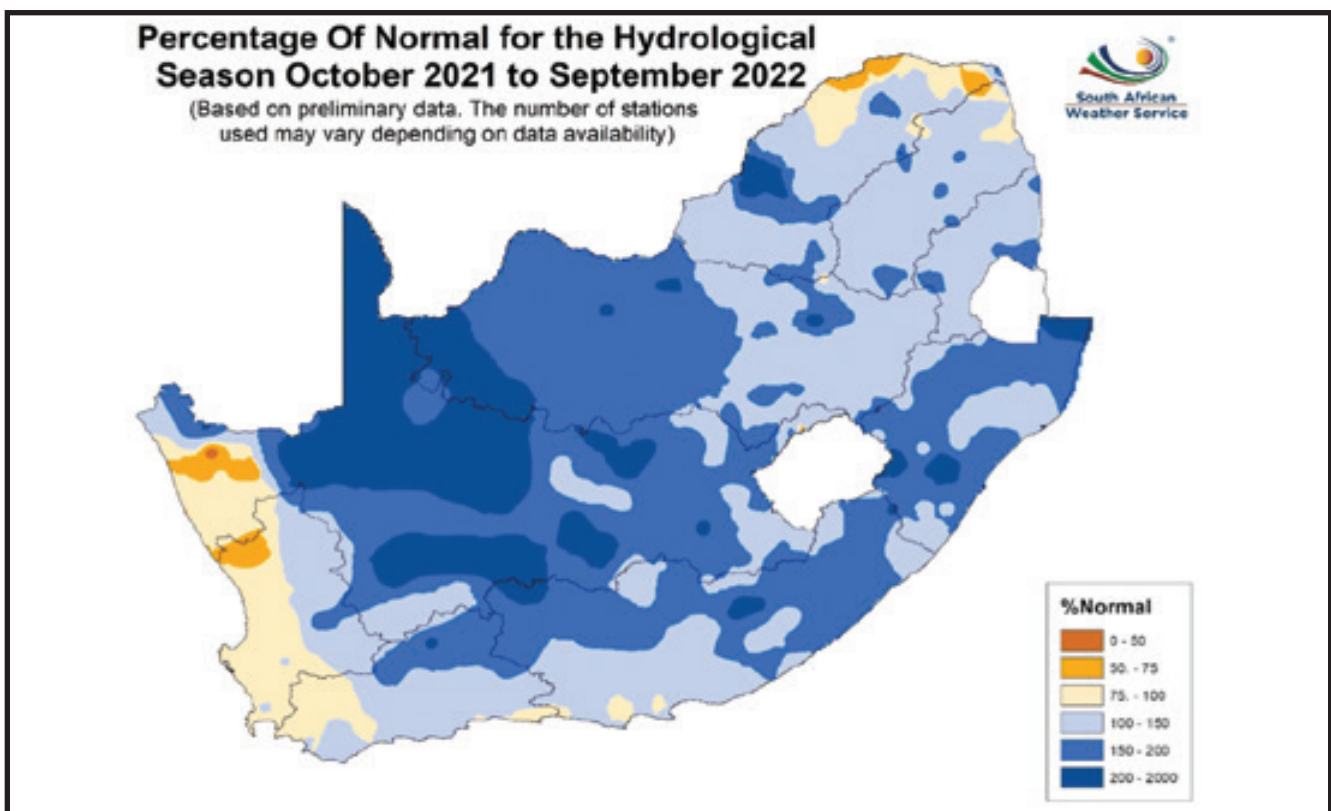 Percentage Of Normal for the Hydrological
Season October 2021 to September 2022
(Based on preliminary data. The number of stations
used may vary depending on data availability)
South African
Weather Service
%Normal
0 - 50
50. - 75
75. - 100
100 - 150
150 - 200
200 - 2000